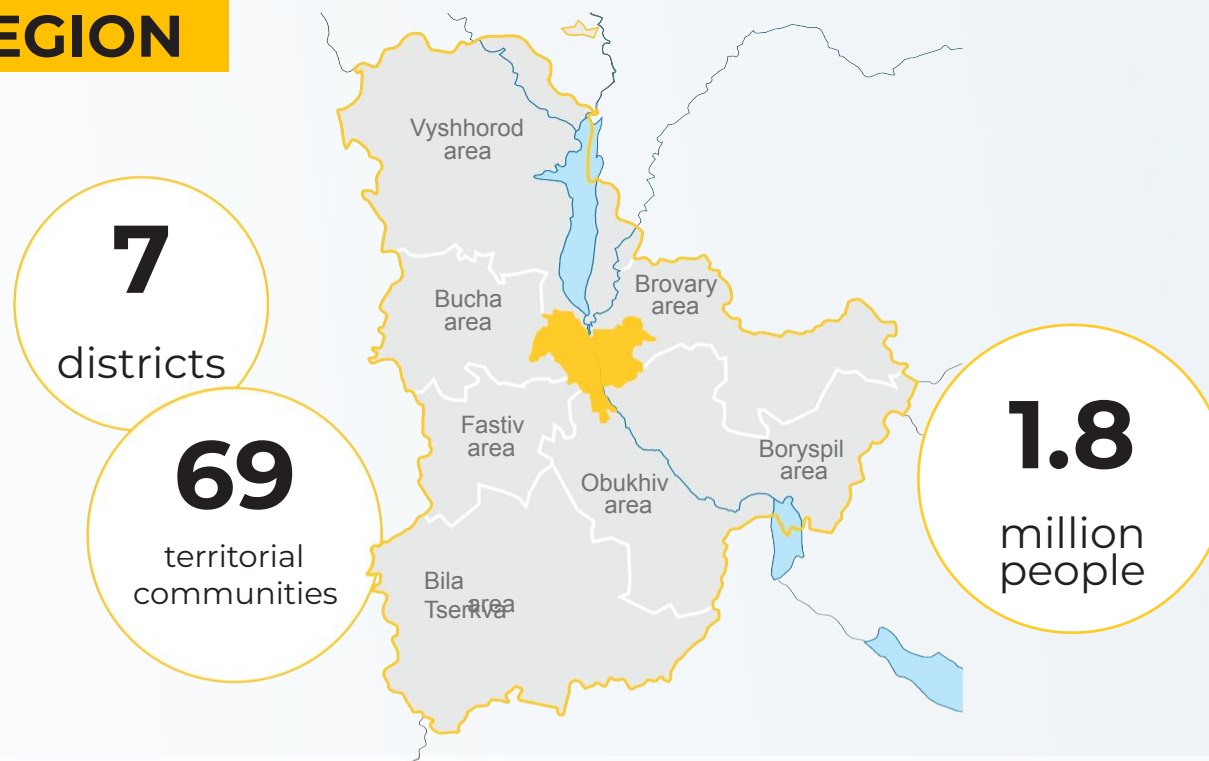 EGION
Vyshhorod
area
7
districts
Bucha
area
Brovary
area
69
territorial
communities
Fastiv
area
Obukhiv
area
Boryspil
area
1.8
million
people
Bila
Tserkva
area